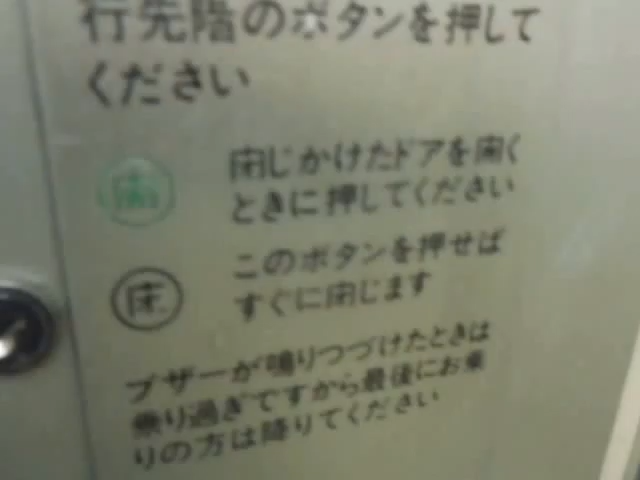 行先階のボタンを押して
ください
開
閉じかけたドアを開く
ときに押してください
閉
このボタンを押せば
すぐに閉じます
ブザーが鳴りつづけたときは
乗り過ぎですから最後にお乗
りの方は降りてください